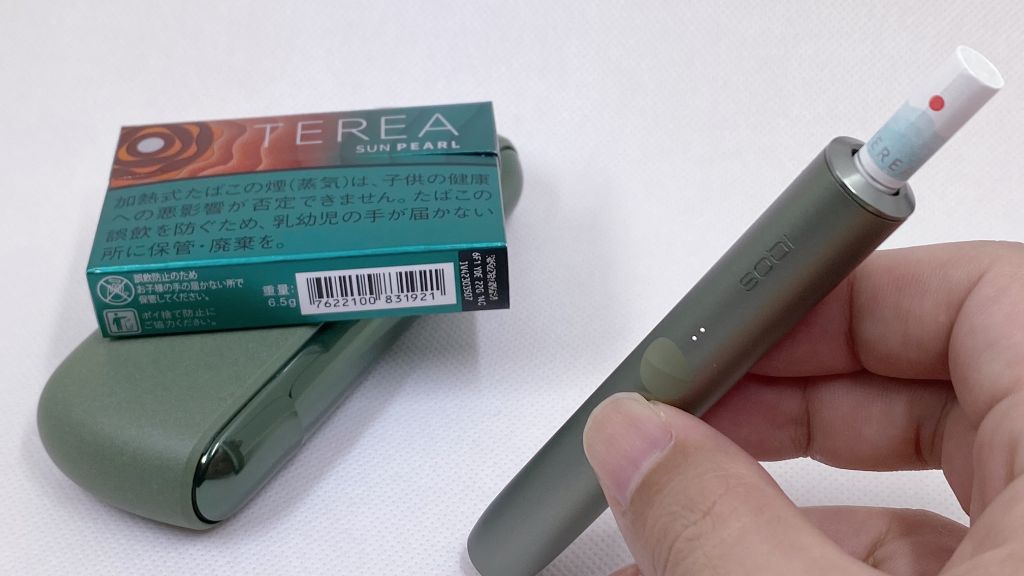 TEREA
SUN PEARL
加熱式たばこの煙(蒸気)は、子供の健康
への悪影響が否定できません。たばこの
誤飲を防ぐため、乳幼児の手が届かない
所に保管・廃棄を。
誤飲防止のため
お子様の手の届かない所で
保管してください。
ポイ捨て防止に
ご協力ください。
重量:
6.5g
7622100 831921
IQOS